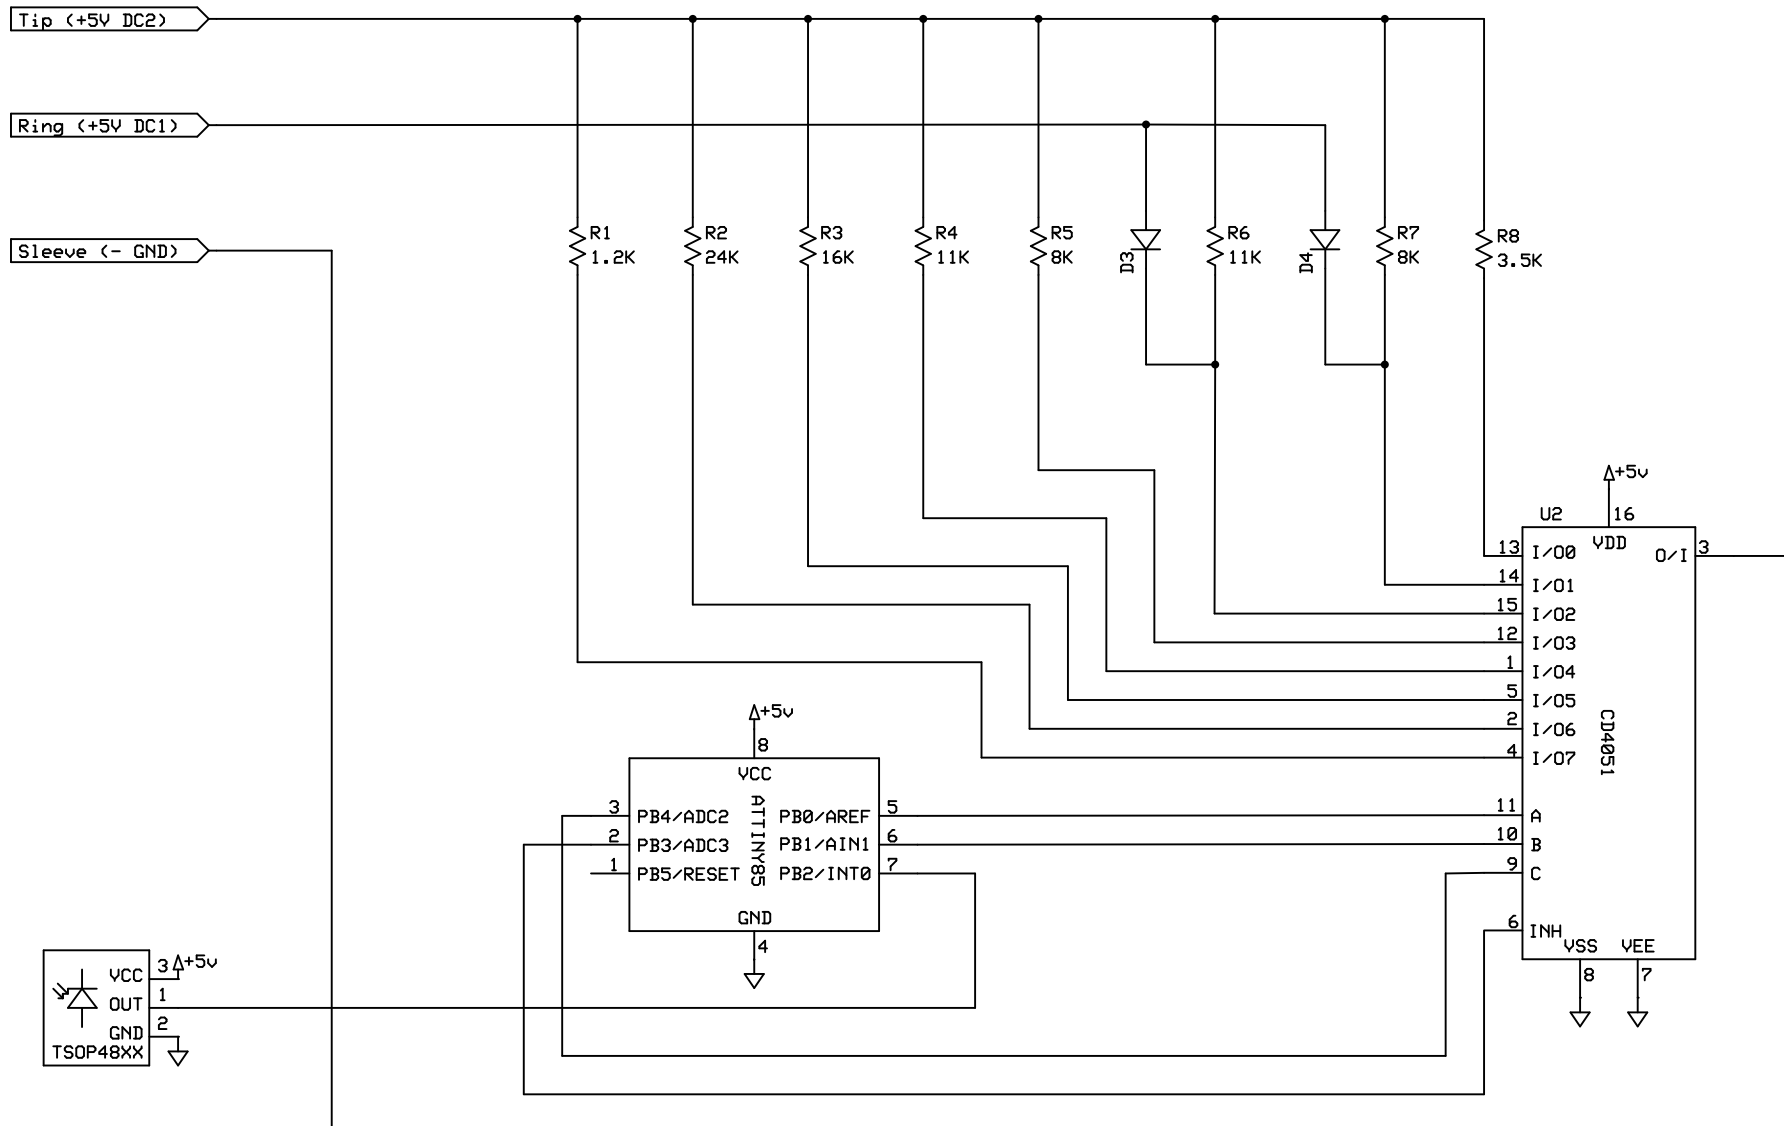 Tip (+5V DC2)
Ring (+5V DC1)
Sleeve (- GND)
R1
1.2K
R2
24K
R3
16K
R4
11K
R5
8K
D3
R6
11K
D4
R7
8K
R8
3.5K
+5v
U2
16
VDD
13
I/O0
O/I
3
14
I/O1
15
I/O2
12
I/O3
1
I/O4
5
I/O5
2
I/O6
4
I/O7
CD4051
11
A
10
B
9
C
6
INH
VSS
VEE
8
7
+5v
8
VCC
ATTINY85
3
PB4/ADC2
PB0/AREF
5
2
PB3/ADC3
PB1/AIN1
6
1
PB5/RESET
PB2/INT0
7
GND
4
VCC
3
+5v
OUT
1
GND
2
TSOP48XX